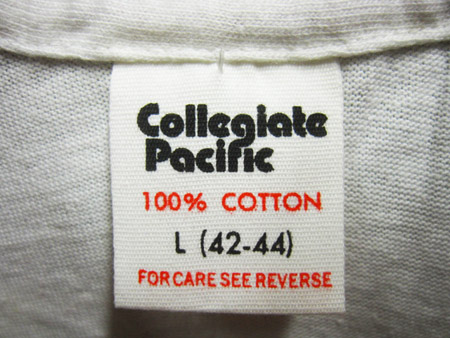 Collegiate
Pacific
100% COTTON
L (42-44)
FOR CARE SEE REVERSE